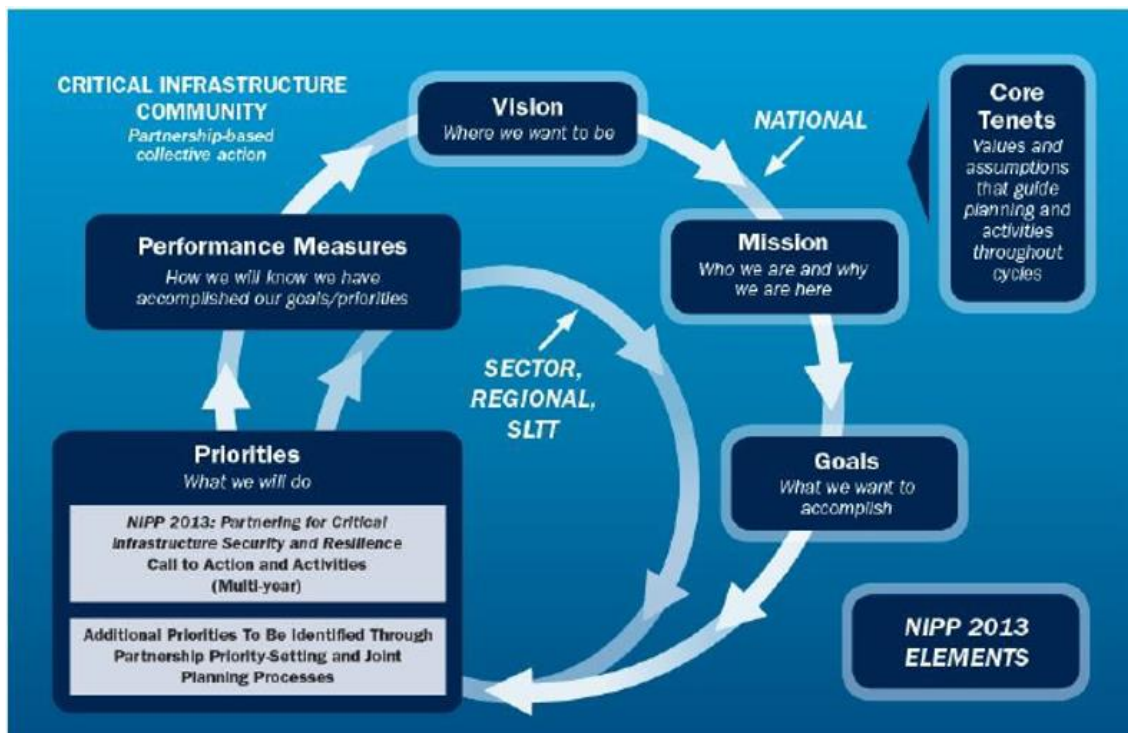 CRITICAL INFRASTRUCTURE
COMMUNITY
Partnership-based
collective action
Vision
Where we want to be
NATIONAL
Core
Tenets
Values and
assumptions
that guide
planning and
activities
throughout
cycles
Performance Measures
How we will know we have
accomplished our goals/priorities
Mission
Who we are and why
we are here
SECTOR,
REGIONAL,
SLTT
Goals
What we want to
accomplish
Priorities
What we will do
NIPP 2013: Partnering for Critical
Infrastructure Security and Resilience
Call to Action and Activities
(Multi-year)
Additional Priorities To Be Identified Through
Partnership Priority-Setting and Joint
Planning Processes
NIPP 2013
ELEMENTS